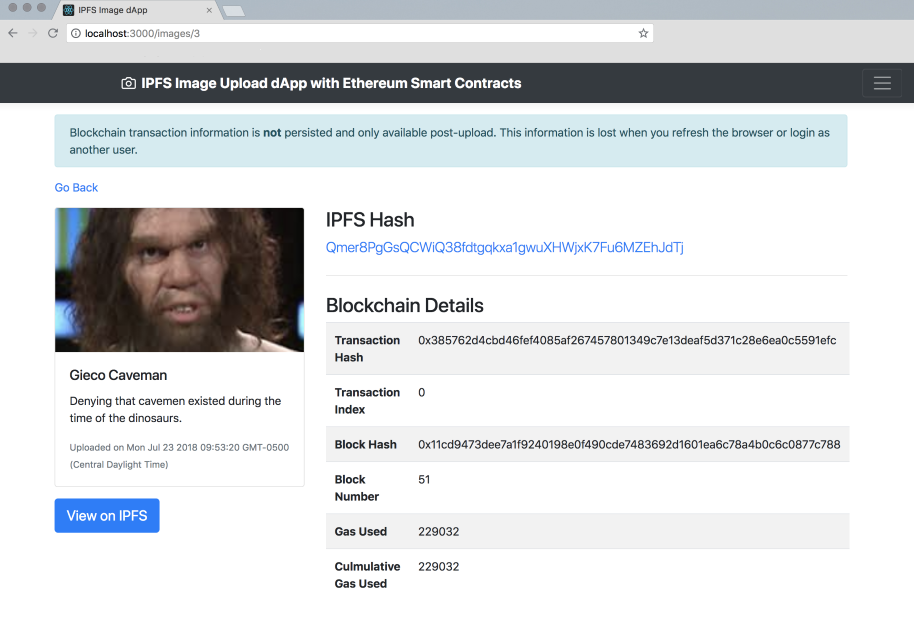 IPFS Image dApp
localhost:3000/images/3
IPFS Image Upload dApp with Ethereum Smart Contracts
Blockchain transaction information is not persisted and only available post-upload. This information is lost when you refresh the browser or login as
another user.
Go Back
IPFS Hash
Qmer8PgGsQCWiQ38fdtgqkxa1gwuXHWjxK7Fu6MZEhJdTj
Blockchain Details
Transaction 0x385762d4cbd46fef4085af267457801349c7e13deaf5d371c28e6ea0c5591efc
Hash
Transaction 0
Index
Block Hash 0x11cd9473dee7a1f9240198e0f490cde7483692d1601ea6c78a4b0c6c0877c788
Block 51
Number
Gas Used 229032
Culmulative 229032
Gas Used
Gieco Caveman
Denying that cavemen existed during the
time of the dinosaurs.
Uploaded on Mon Jul 23 2018 09:53:20 GMT-0500
(Central Daylight Time)
View on IPFS